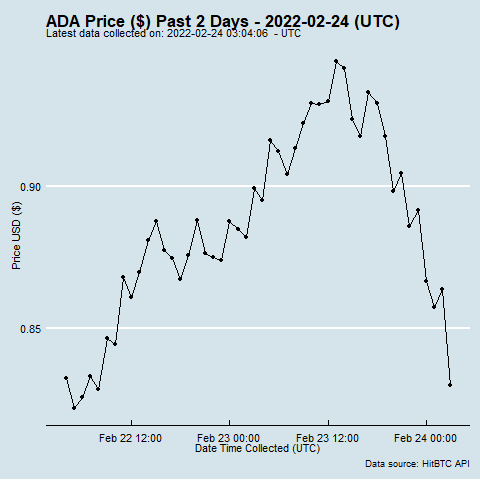 ADA Price ($) Past 2 Days - 2022-02-24 (UTC)
Latest data collected on: 2022-02-24 03:04:06 - UTC
Price USD ($)
0.90
0.85
Feb 22 12:00 Feb 23 00:00 Feb 23 12:00 Feb 24 00:00
Date Time Collected (UTC)
Data source: HitBTC API